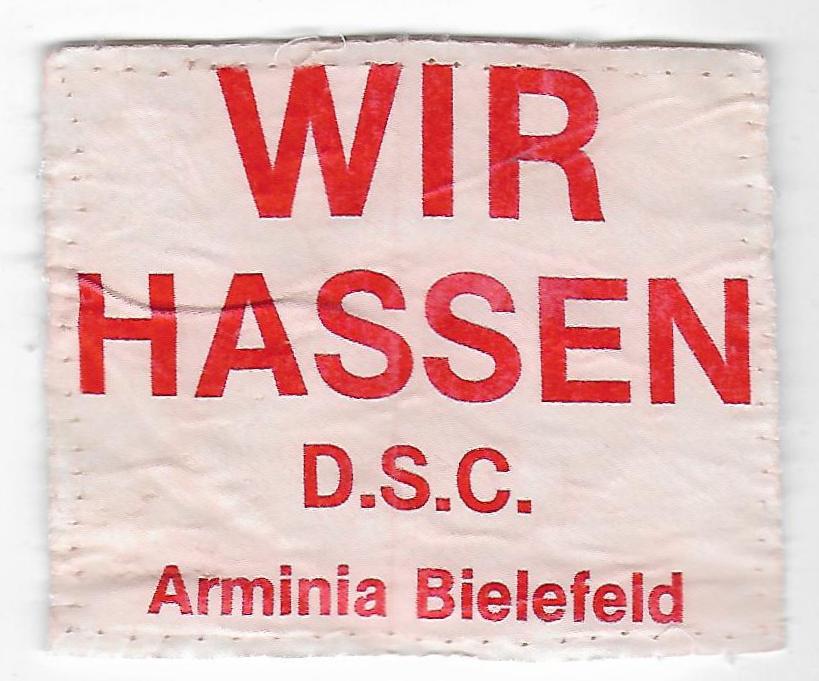 WIR
HASSEN
D.S.C.
Arminia Bielefeld